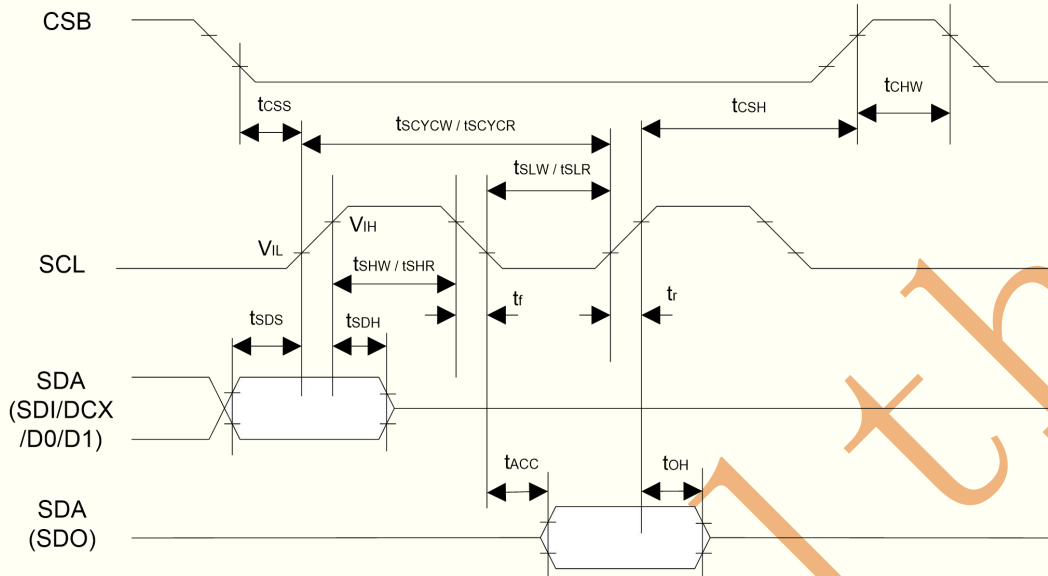 CSB
tCHW
tCSS
tSCYCW / tSCYCR
tCSH
tSLW / tSLR
VIH
VIL
SCL
tSHW / tSHR
tf
tr
tSDS
tSDH
SDA
(SDI/DCX
/D0/D1)
tACC
tOH
SDA
(SDO)